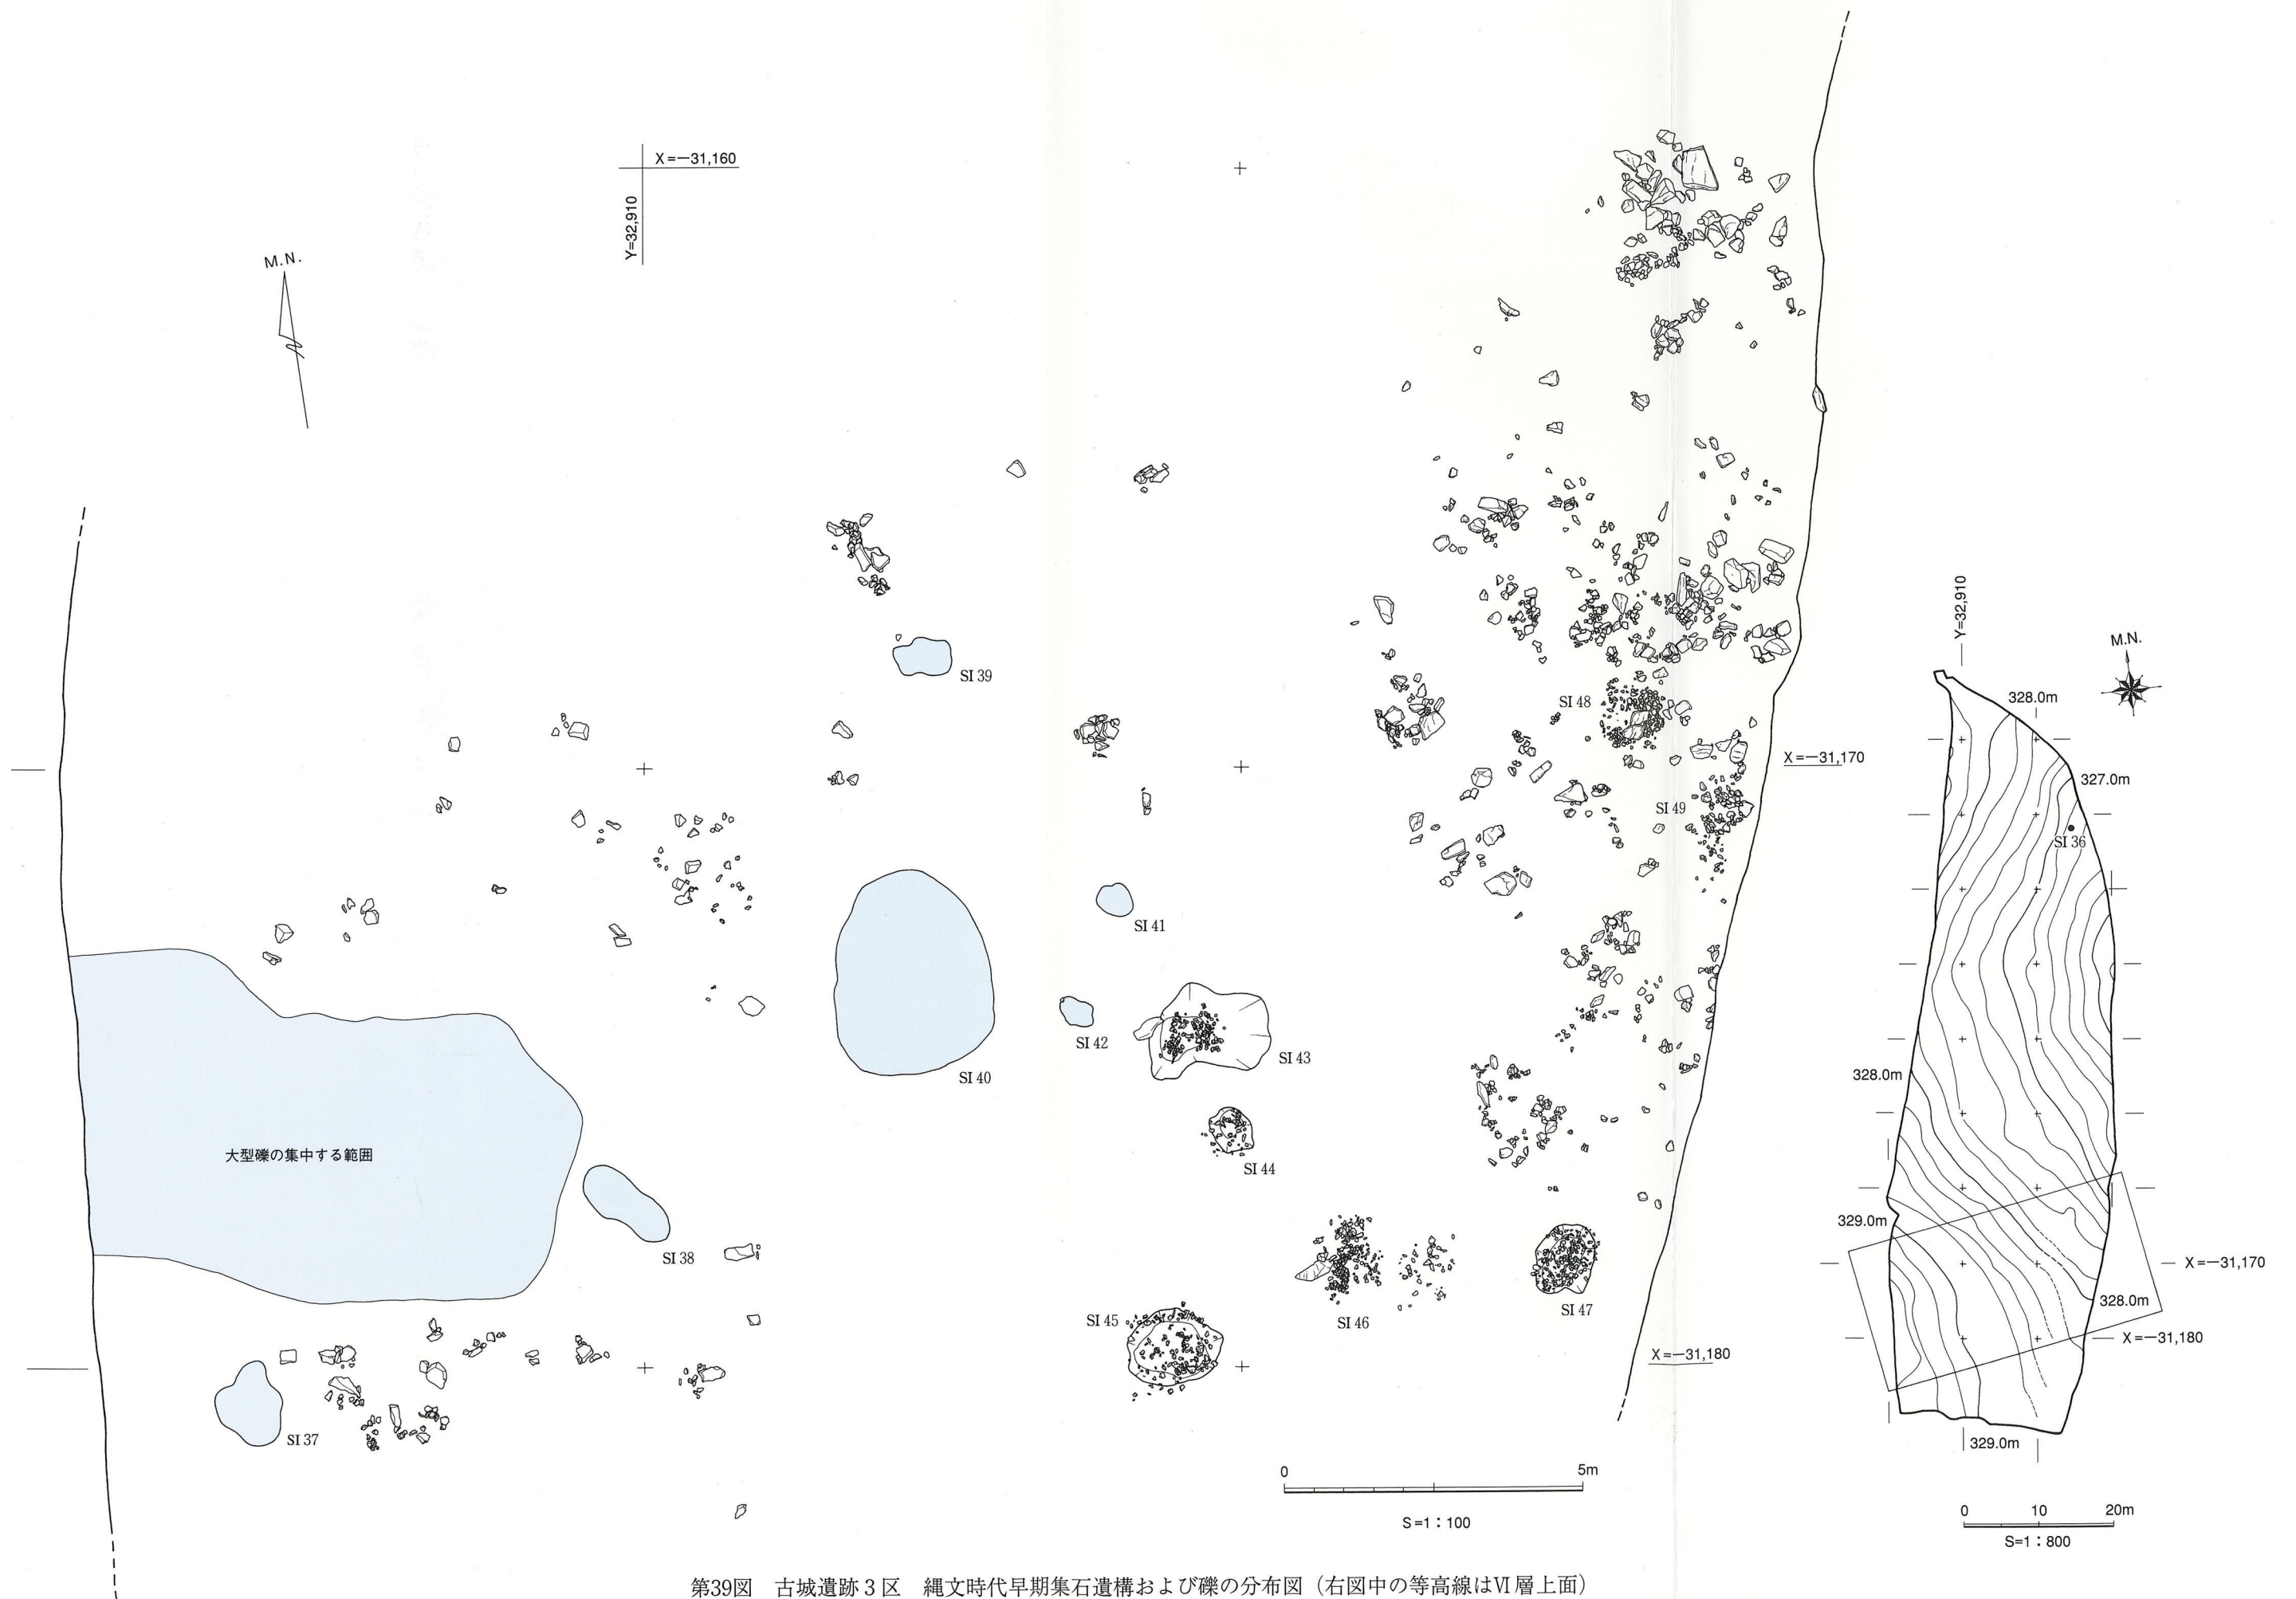 X=−31,160
Y=32,910
M.N.
SI 39
SI 48
X=−31,170
SI 49
SI 41
SI 42
SI 43
SI 40
大型礫の集中する範囲
SI 44
SI 38
SI 45
SI 46
SI 47
X=−31,180
SI 37
0 5m
S=1：100
Y=32,910
M.N.
328.0m
327.0m
SI 36
328.0m
329.0m
X=−31,170
328.0m
X=−31,180
329.0m
0 10 20m
S=1：800
第39図　古城遺跡３区　縄文時代早期集石遺構および礫の分布図（右図中の等高線はⅥ層上面）